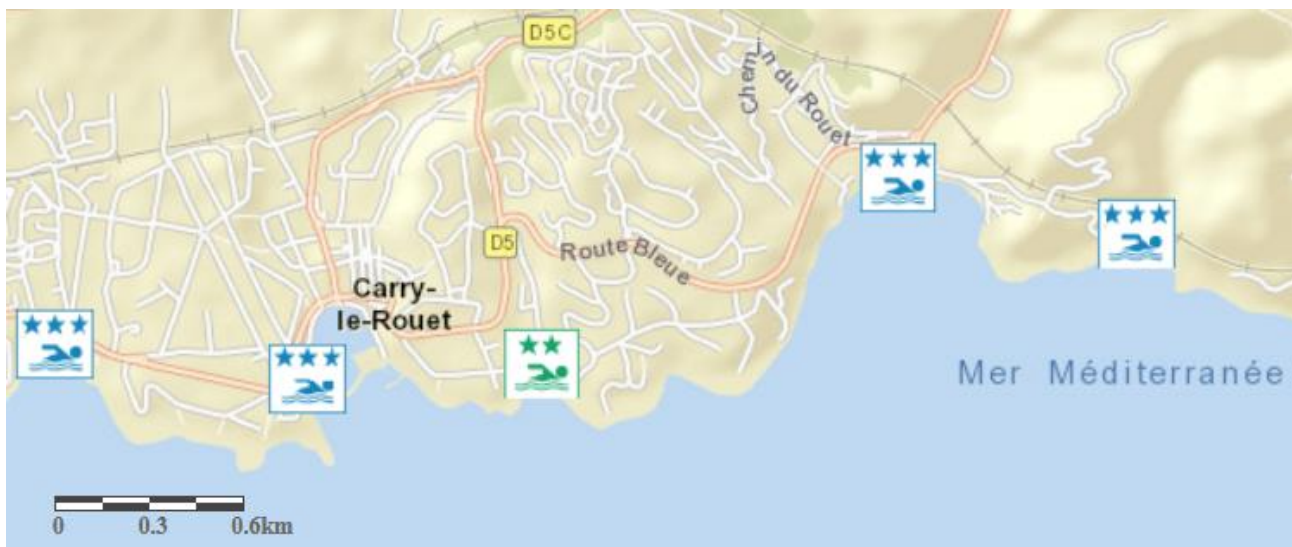 D5C
Chemin du Rouet
D5
Route Bleue
Carry-
le-Rouet
Mer Méditerranée
0 0.3 0.6km